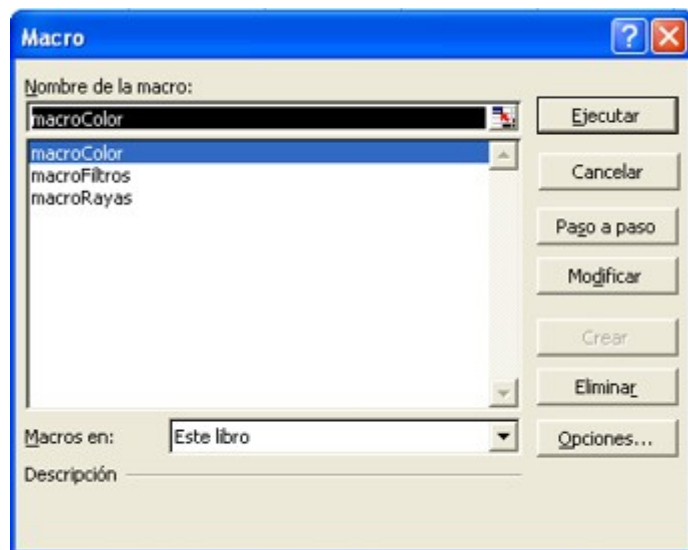 Macro
Nombre de la macro:
macroColor
macroColor
macroFiltros
macroRayas
Ejecutar
Cancelar
Paso a paso
Modificar
Crear
Eliminar
Macros en:
Este libro
Opciones...
Descripción